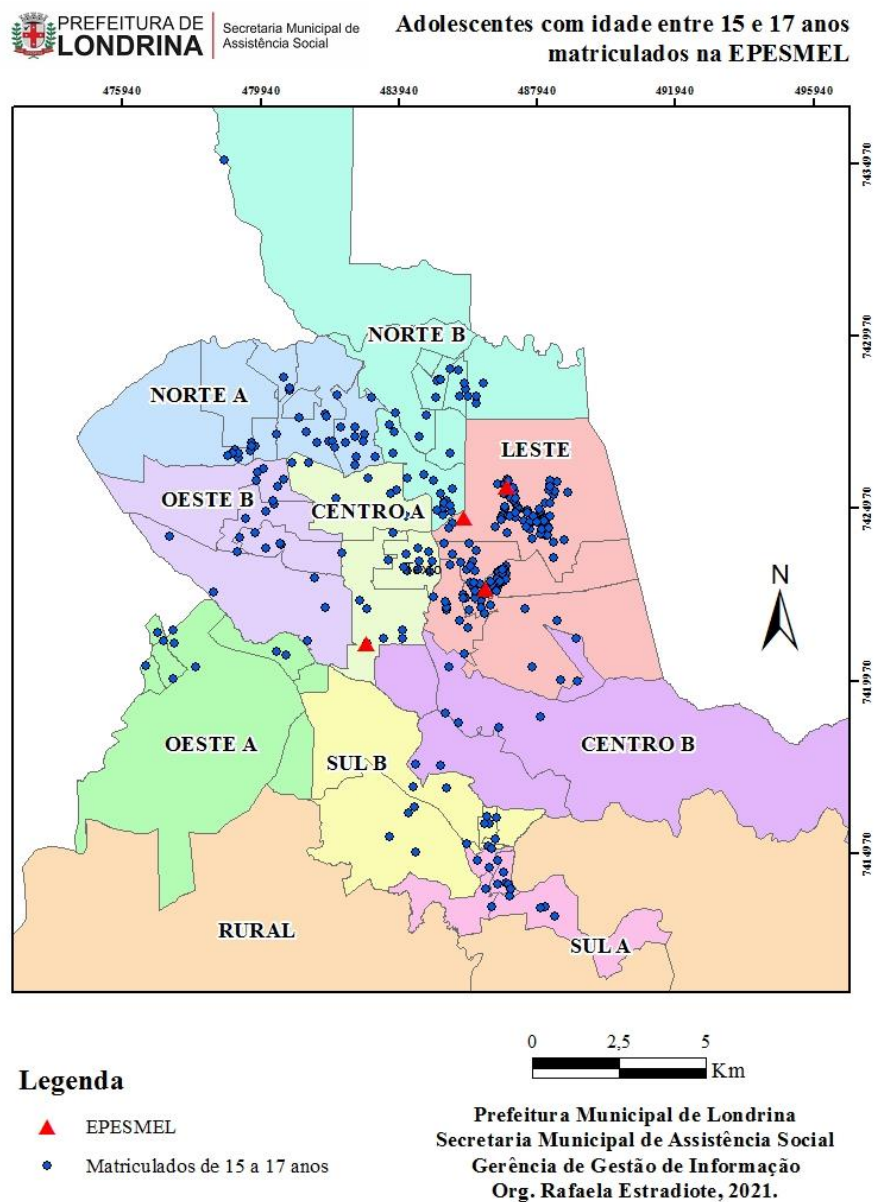 PREFEITURA DE
LONDRINA
Secretaria Municipal de
Assistência Social
Adolescentes com idade entre 15 e 17 anos
matriculados na EPESMEL
475940 479940 483940 487940 491940 495940
7434970
7429970
7424970
7419970
7414970
NORTE B
NORTE A
LESTE
OESTE B
CENTRO A
N
OESTE A
SUL B
CENTRO B
RURAL
SUL A
0 2,5 5
Km
Legenda
EPESMEL
Matriculados de 15 a 17 anos
Prefeitura Municipal de Londrina
Secretaria Municipal de Assistência Social
Gerência de Gestão de Informação
Org. Rafaela Estradiote, 2021.